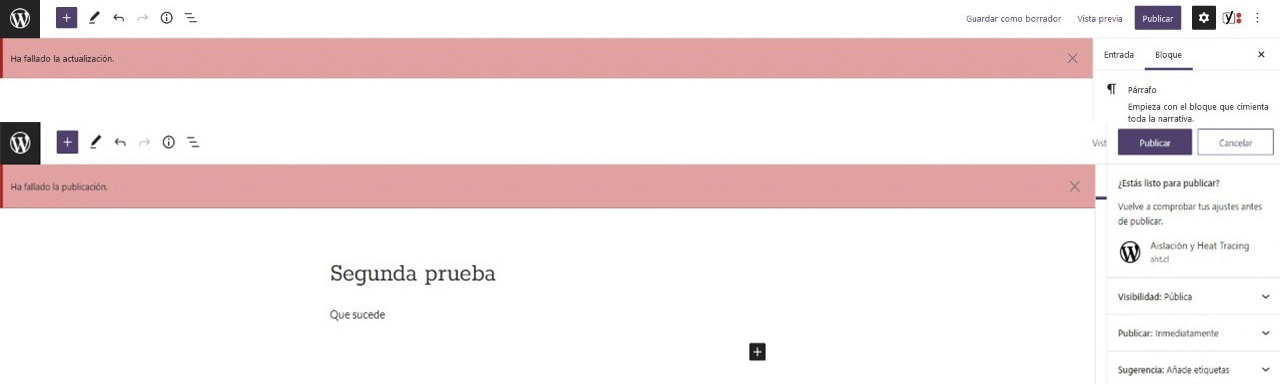 Guardar como borrador Vista previa Publicar
Ha fallado la actualización.
Entrada Bloque
Párrafo
Empieza con el bloque que cimienta
toda la narrativa.
Vist Publicar Cancelar
Ha fallado la publicación.
¿Estás listo para publicar?
Vuelve a comprobar tus ajustes antes
de publicar.
Aislación y Heat Tracing
aht.cl
Segunda prueba
Que sucede
Visibilidad: Pública
Publicar: Inmediatamente
Sugerencia: Añade etiquetas